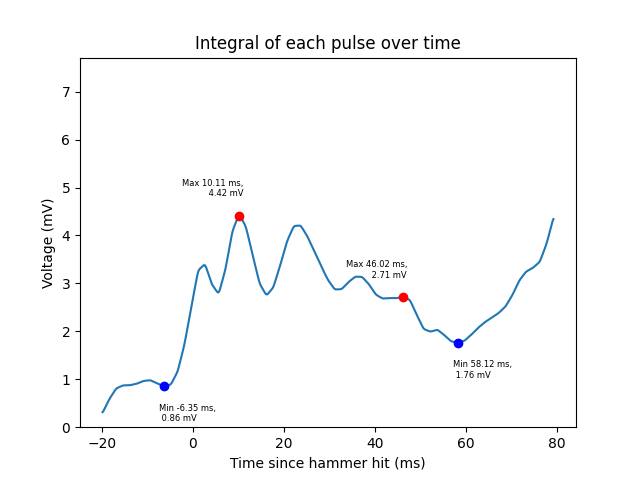 Integral of each pulse over time
Voltage (mV)
7
6
5
4
3
2
1
0
Max 10.11 ms,
4.42 mV
Max 46.02 ms,
2.71 mV
Min 58.12 ms,
1.76 mV
Min -6.35 ms,
0.86 mV
−20 0 20 40 60 80
Time since hammer hit (ms)